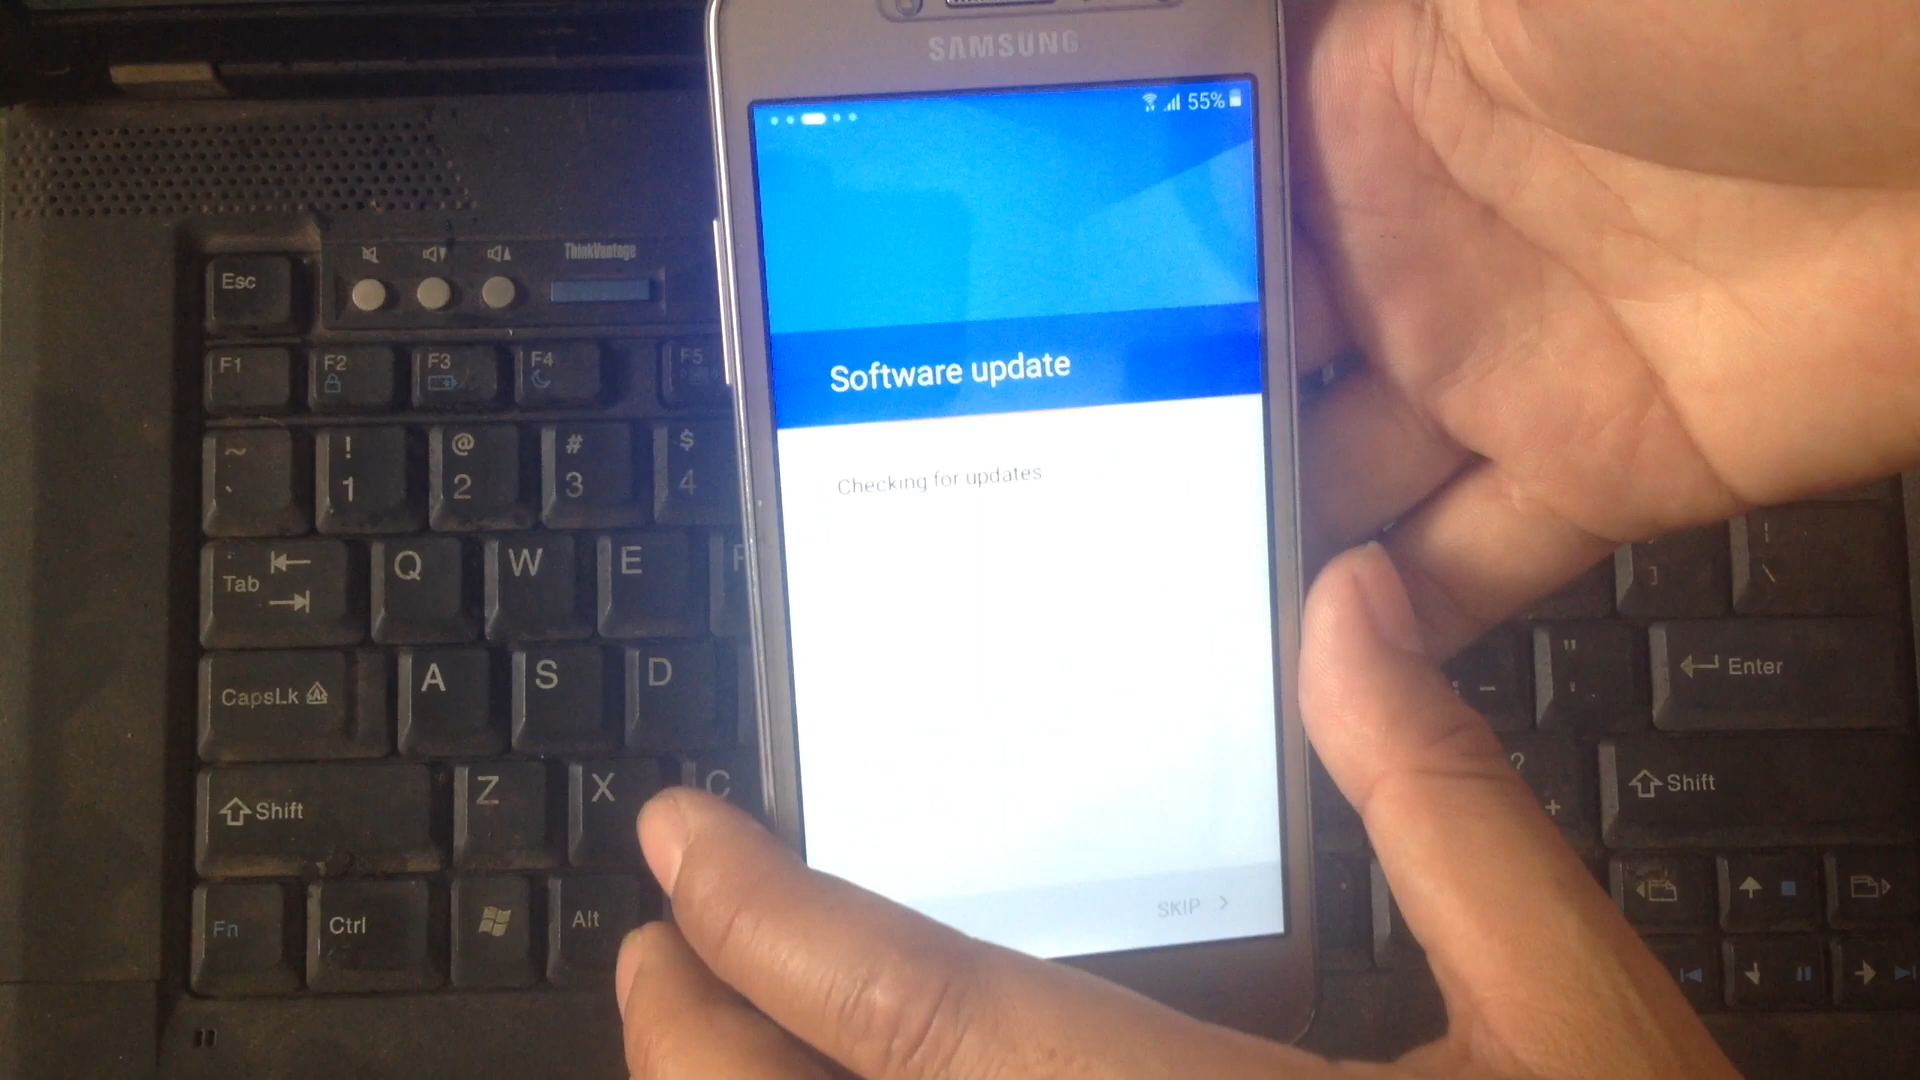 SAMSUNG
55%
Software update
Checking for updates
SKIP
ThinkVantage
Esc
F1
F2
F3
F4
F5
~
`
!
1
@
2
#
3
$
4
Tab
Q
W
E
CapsLk
A
S
D
Shift
Z
X
C
Fn
Ctrl
Alt
|
\
]
"
'
Enter
?
+
Shift